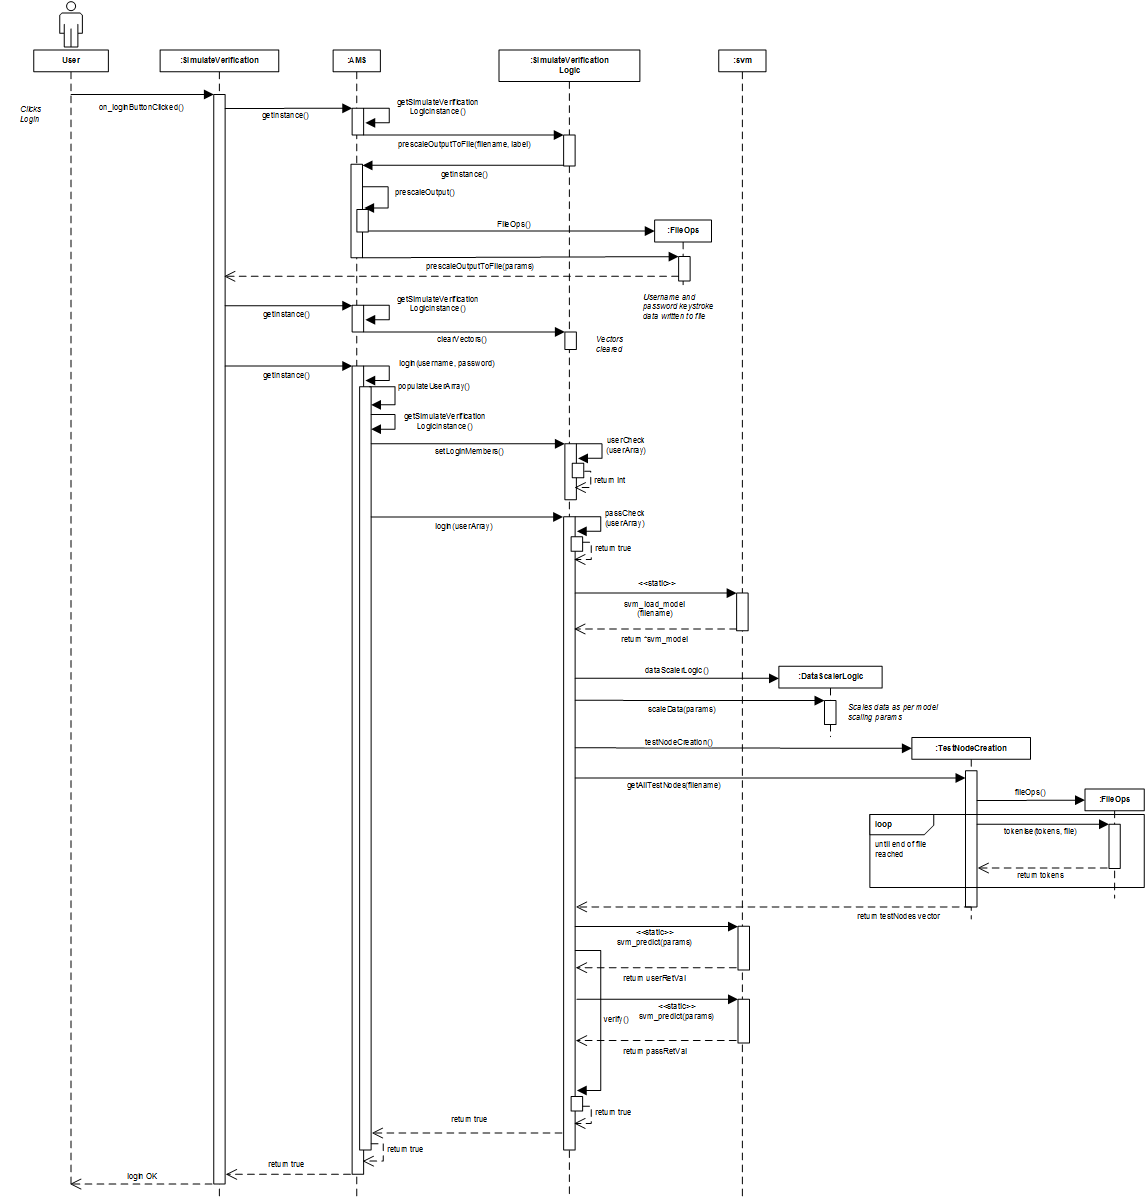 User
:SimulateVerification
:AMS
:SimulateVerification
Logic
:svm
Clicks
Login
on_loginButtonClicked()
getInstance()
getSimulateVerification
LogicInstance()
prescaleOutputToFile(filename, label)
getInstance()
prescaleOutput()
FileOps()
:FileOps
prescaleOutputToFile(params)
Username and
password keystroke
data written to file
getInstance()
getSimulateVerification
LogicInstance()
clearVectors()
Vectors
cleared
getInstance()
login(username, password)
populateUserArray()
getSimulateVerification
LogicInstance()
setLoginMembers()
userCheck
(userArray)
return int
login(userArray)
passCheck
(userArray)
return true
<<static>>
svm_load_model
(filename)
return *svm_model
dataScalerLogic()
:DataScalerLogic
scaleData(params)
Scales data as per model
scaling params
testNodeCreation()
:TestNodeCreation
getAllTestNodes(filename)
fileOps()
:FileOps
loop
until end of file
reached
tokenise(tokens, file)
return tokens
return testNodes vector
<<static>>
svm_predict(params)
return userRetVal
<<static>>
svm_predict(params)
verify()
return passRetVal
return true
return true
return true
return true
login OK